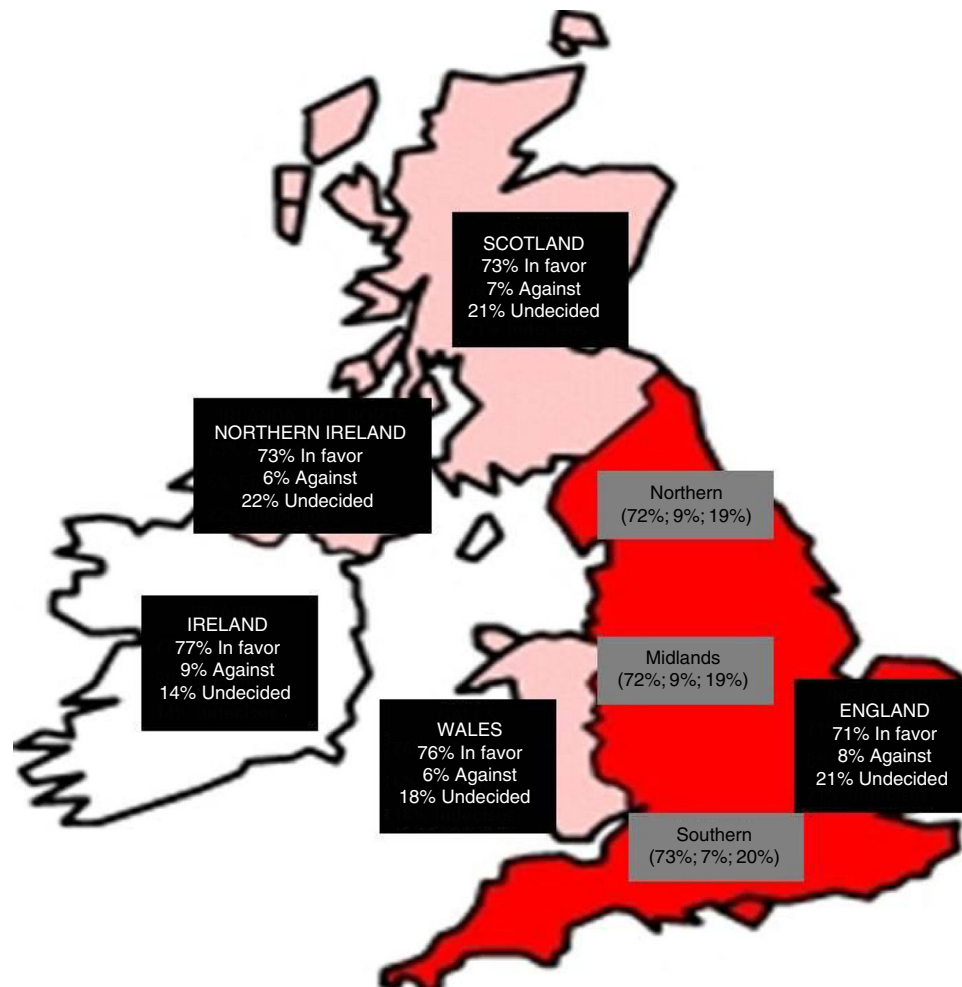 SCOTLAND
73% In favor
7% Against
21% Undecided
NORTHERN IRELAND
73% In favor
6% Against
22% Undecided
Northern
(72%; 9%; 19%)
IRELAND
77% In favor
9% Against
14% Undecided
Midlands
(72%; 9%; 19%)
WALES
76% In favor
6% Against
18% Undecided
ENGLAND
71% In favor
8% Against
21% Undecided
Southern
(73%; 7%; 20%)